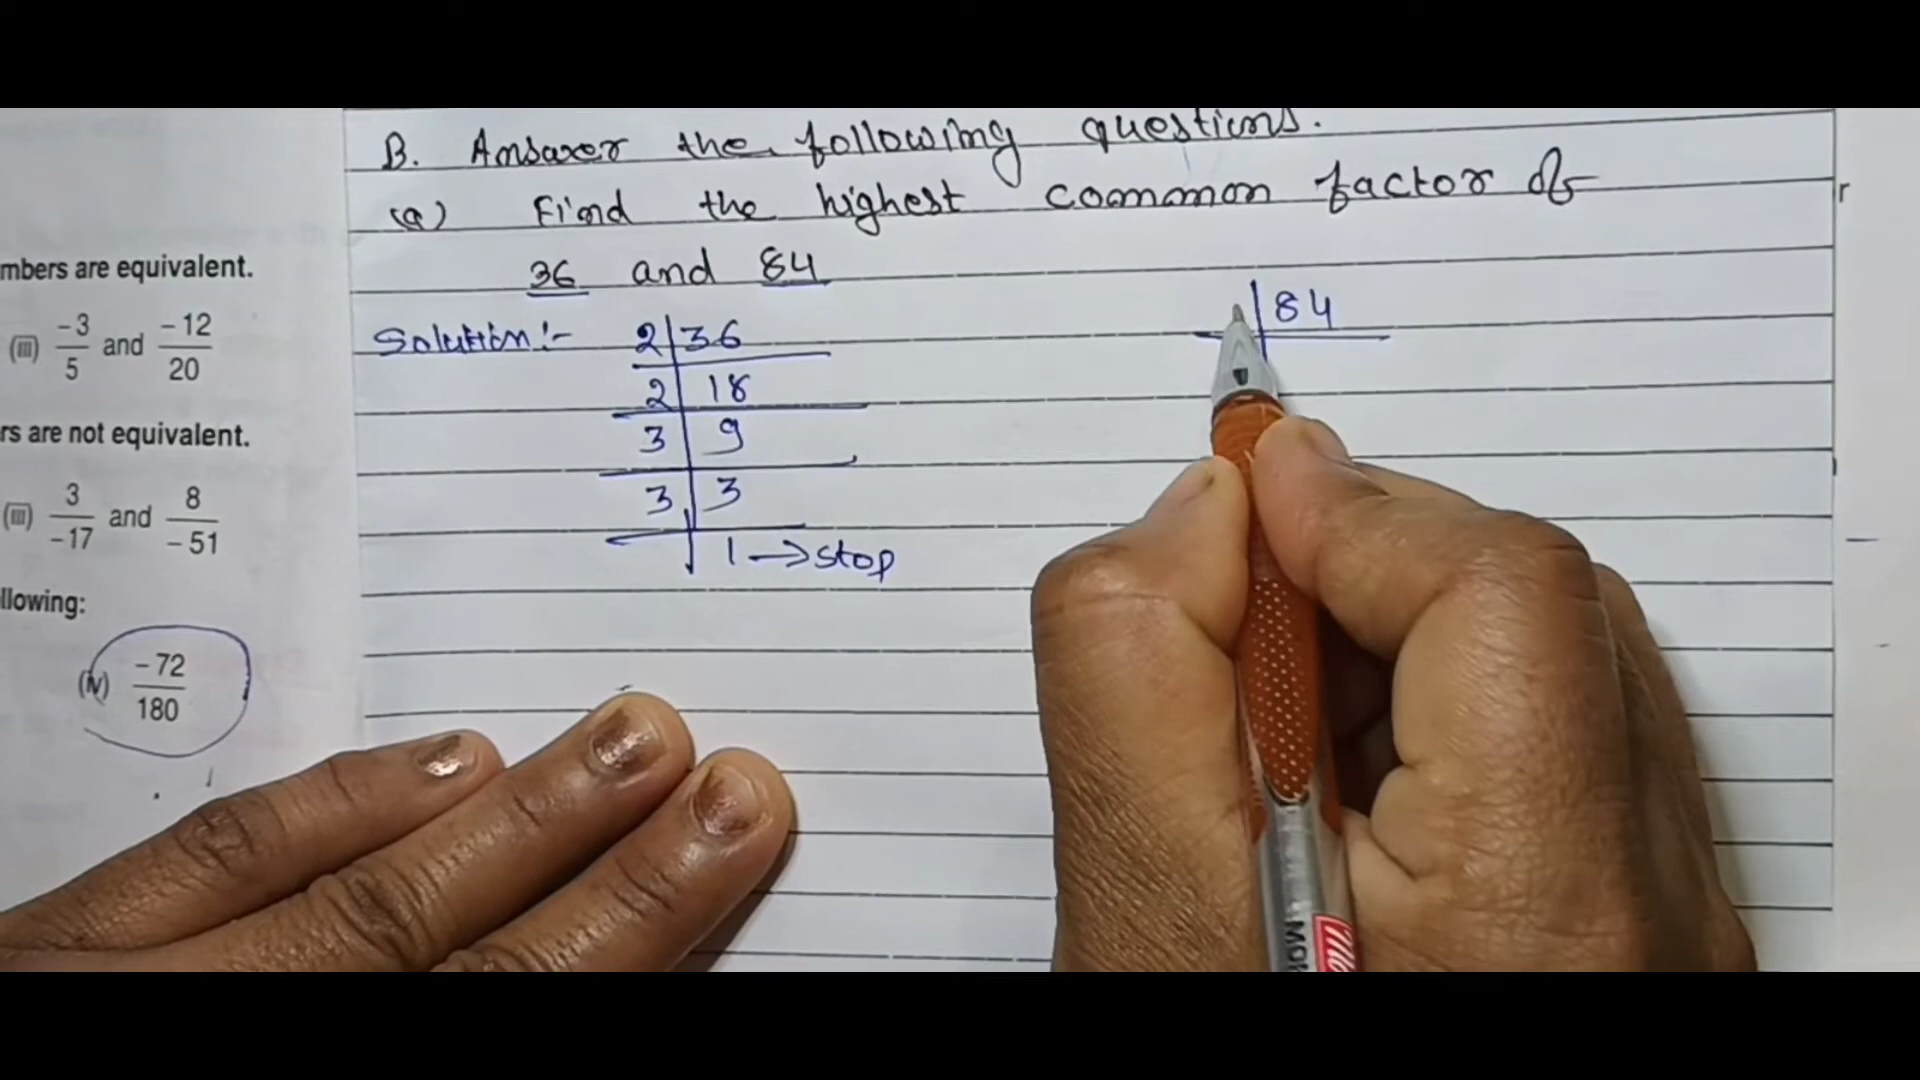 B. Answer the following questions.
(a) Find the highest common factor of
36 and 84
Solution:-
2 36
2 18
3 9
3 3
1 → stop
84
mbers are equivalent.
(iii) -3/5 and -12/20
rs are not equivalent.
(iii) 3/-17 and 8/-51
llowing:
(iv) -72/180
r